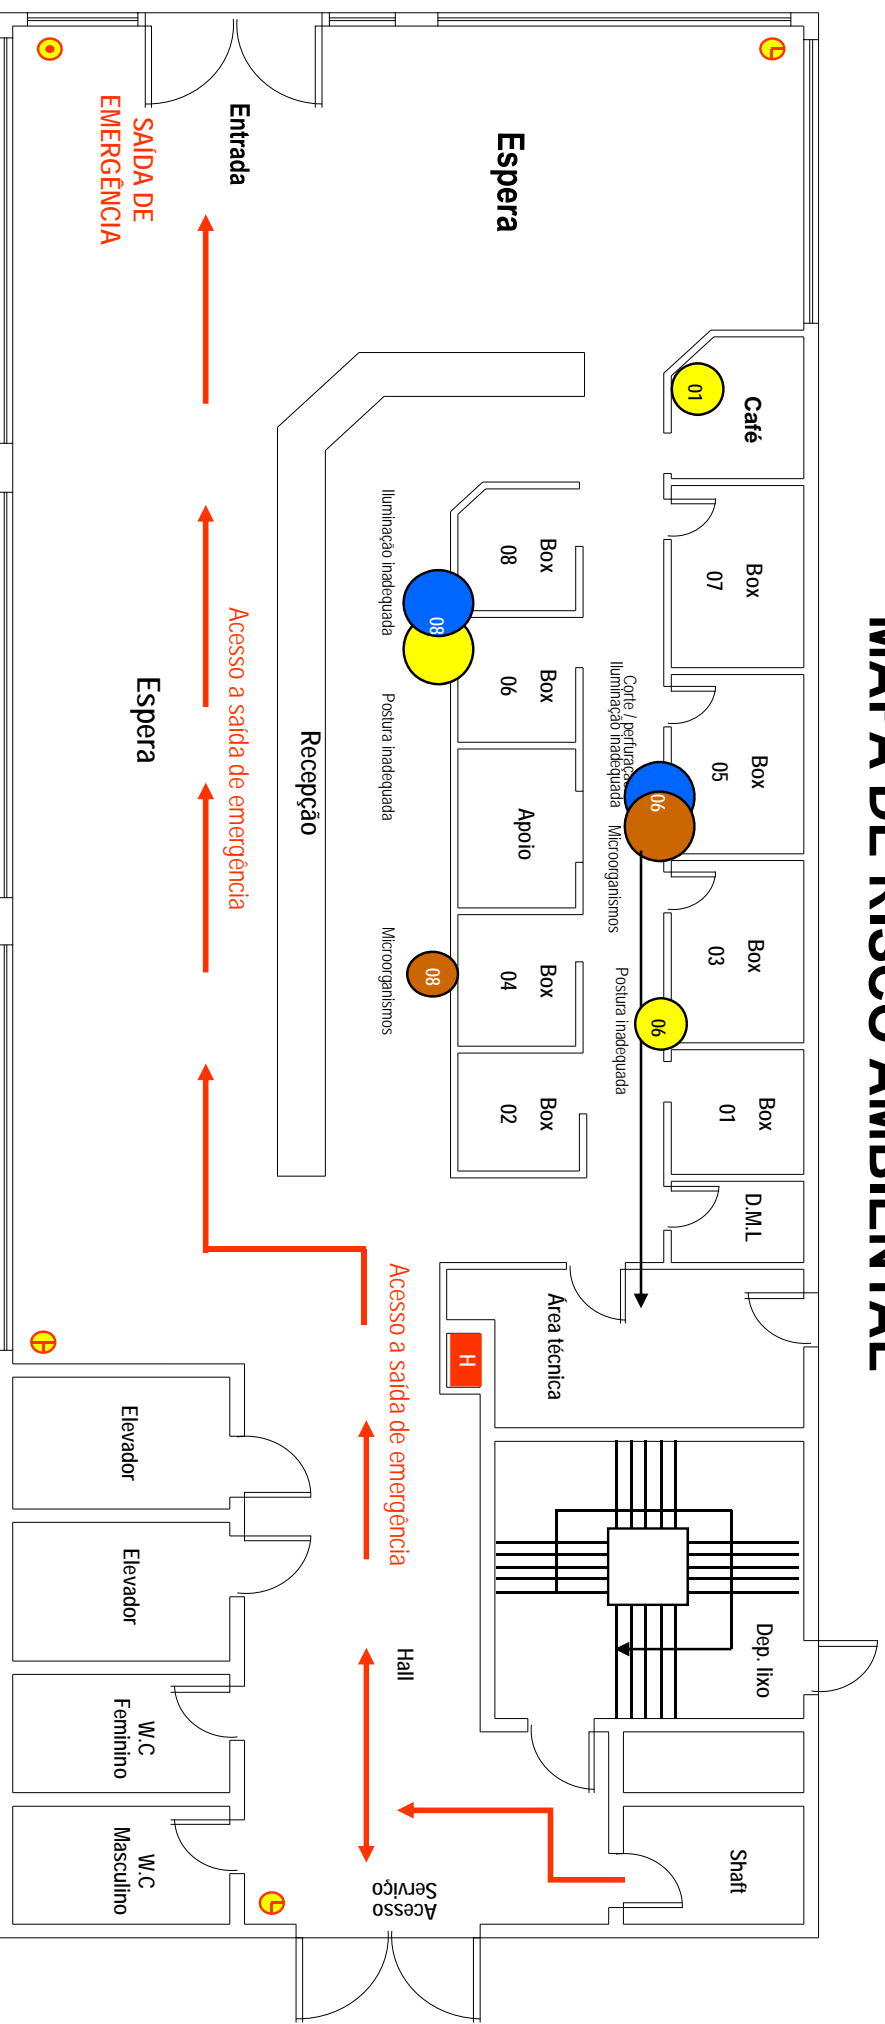 MAPA DE RISCO AMBIENTAL
Entrada
SAÍDA DE
EMERGÊNCIA
Espera
01
Café
Box
07
Box
05
Box
03
Box
01
D.M.L
Box
08
Box
06
Apoio
Box
04
Box
02
Iluminação inadequada
08
Postura inadequada
Microorganismos
08
Iluminação inadequada
06
Microorganismos
Postura inadequada
06
Recepção
Acesso a saída de emergência
Espera
Área técnica
H
Acesso a saída de emergência
Elevador
Elevador
Hall
Dep. lixo
W.C
Feminino
W.C
Masculino
Acesso
Serviço
Shaft